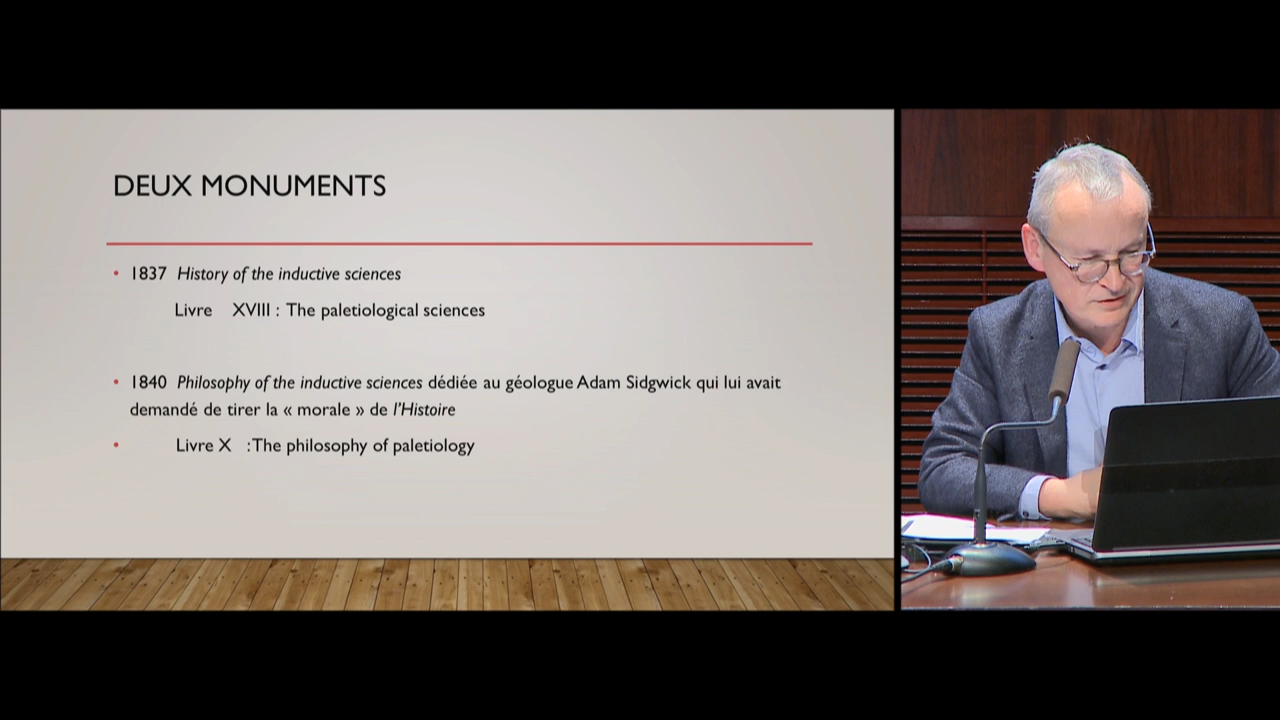 DEUX MONUMENTS
• 1837 History of the inductive sciences
Livre XVIII : The paletiological sciences
• 1840 Philosophy of the inductive sciences dédiée au géologue Adam Sidgwick qui lui avait
demandé de tirer la « morale » de l'Histoire
• Livre X :The philosophy of paletiology